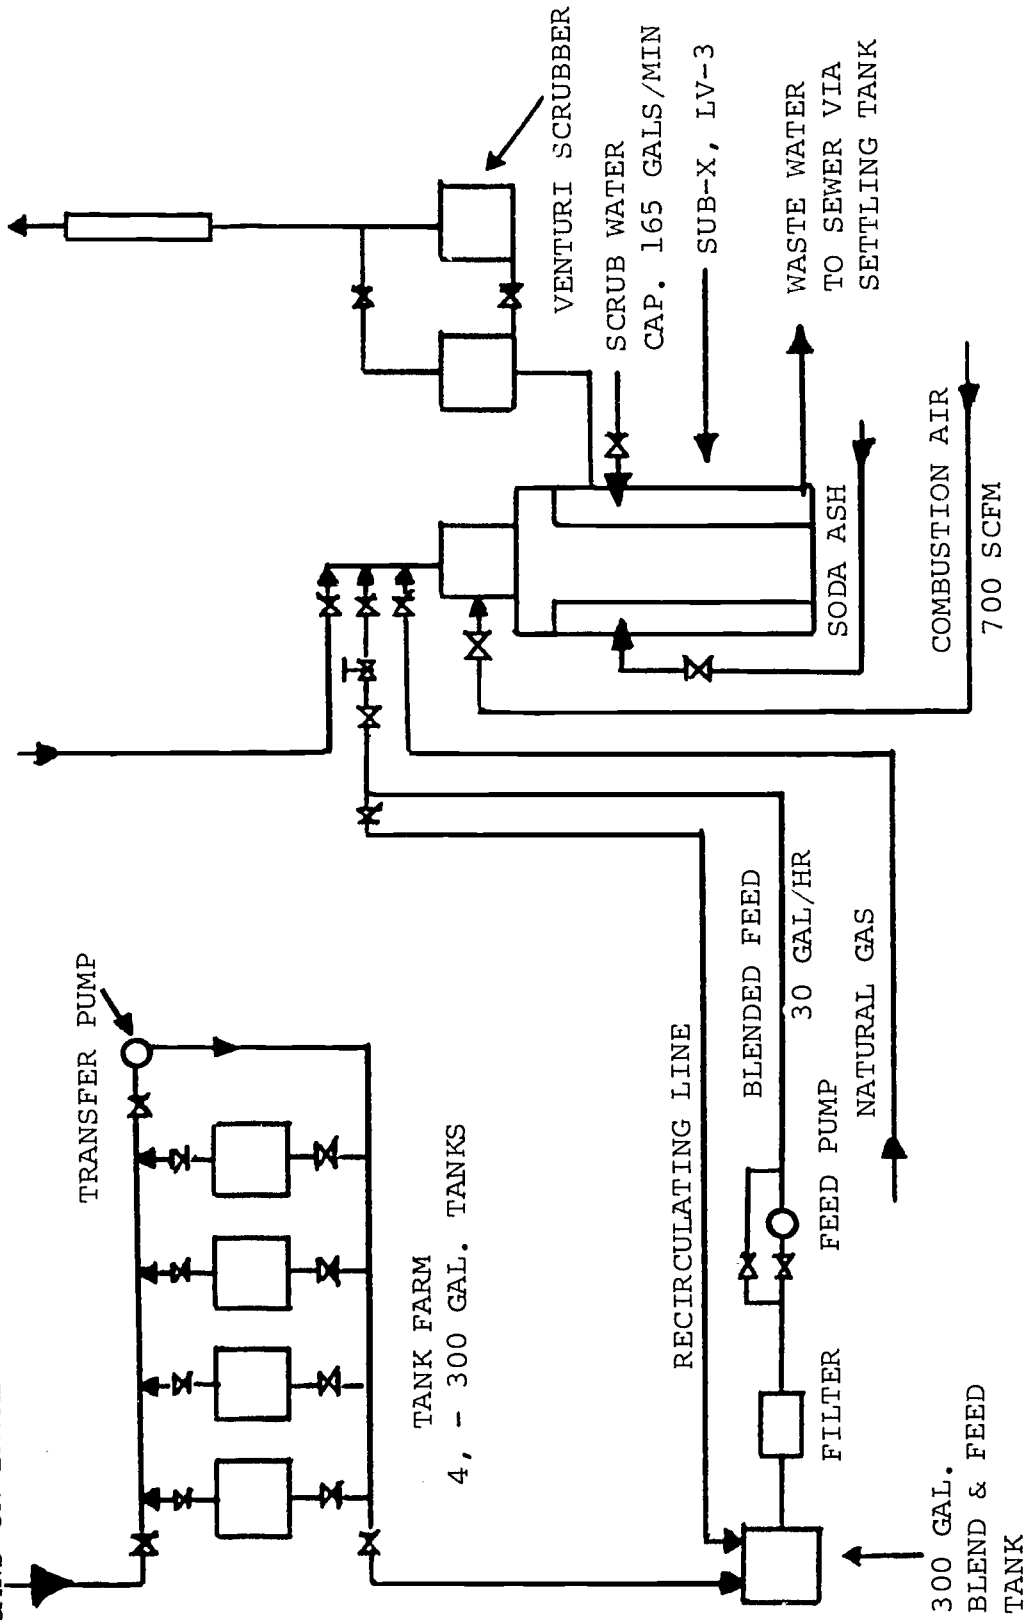 TRANSFER PUMP
TANK FARM
4, - 300 GAL. TANKS
RECIRCULATING LINE
BLENDED FEED
30 GAL/HR
FEED PUMP
NATURAL GAS
FILTER
300 GAL.
BLEND & FEED
TANK
VENTURI SCRUBBER
SCRUB WATER
CAP. 165 GALS/MIN
SUB-X, LV-3
WASTE WATER
TO SEWER VIA
SETTLING TANK
SODA ASH
COMBUSTION AIR
700 SCFM